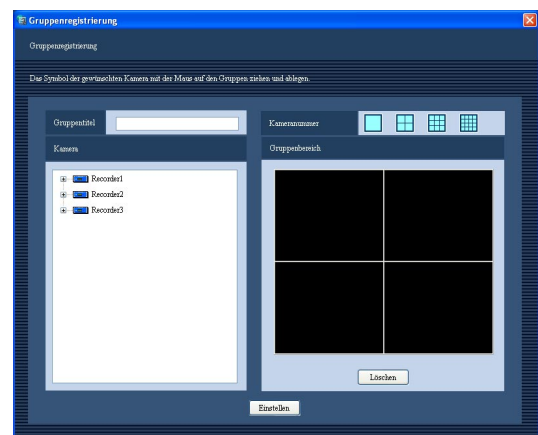 Gruppenregistrierung
Gruppenregistrierung
Das Symbol der gewünschten Kamera mit der Maus auf den Gruppen ziehen und ablegen.
Gruppentitel
Kameranummer
Kamera
Gruppenbereich
Recorder1
Recorder2
Recorder3
Löschen
Einstellen